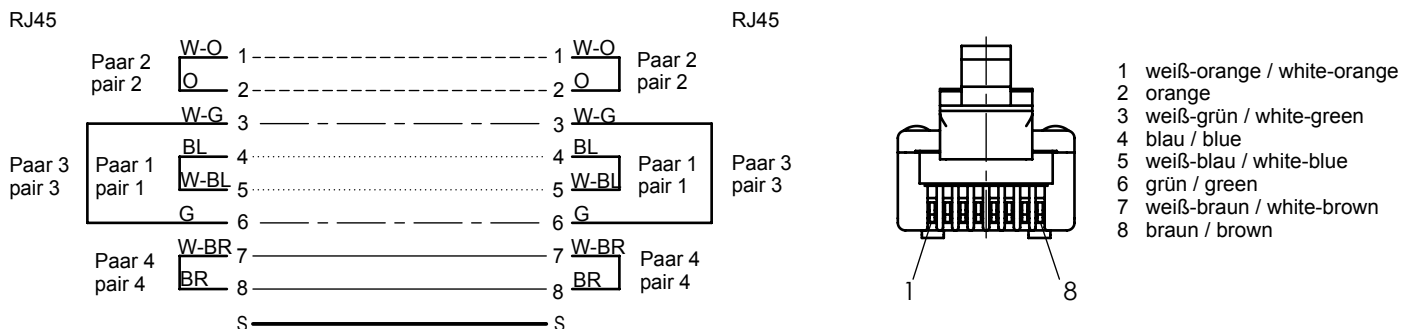 RJ45
RJ45
Paar 2
pair 2
W-O
1
1
W-O
Paar 2
pair 2
O
2
2
O
W-G
3
3
W-G
Paar 3
pair 3
Paar 1
pair 1
BL
4
4
BL
Paar 1
pair 1
Paar 3
pair 3
W-BL
5
5
W-BL
G
6
6
G
Paar 4
pair 4
W-BR
7
7
W-BR
Paar 4
pair 4
BR
8
8
BR
S
S
1
8
1 weiß-orange / white-orange
2 orange
3 weiß-grün / white-green
4 blau / blue
5 weiß-blau / white-blue
6 grün / green
7 weiß-braun / white-brown
8 braun / brown